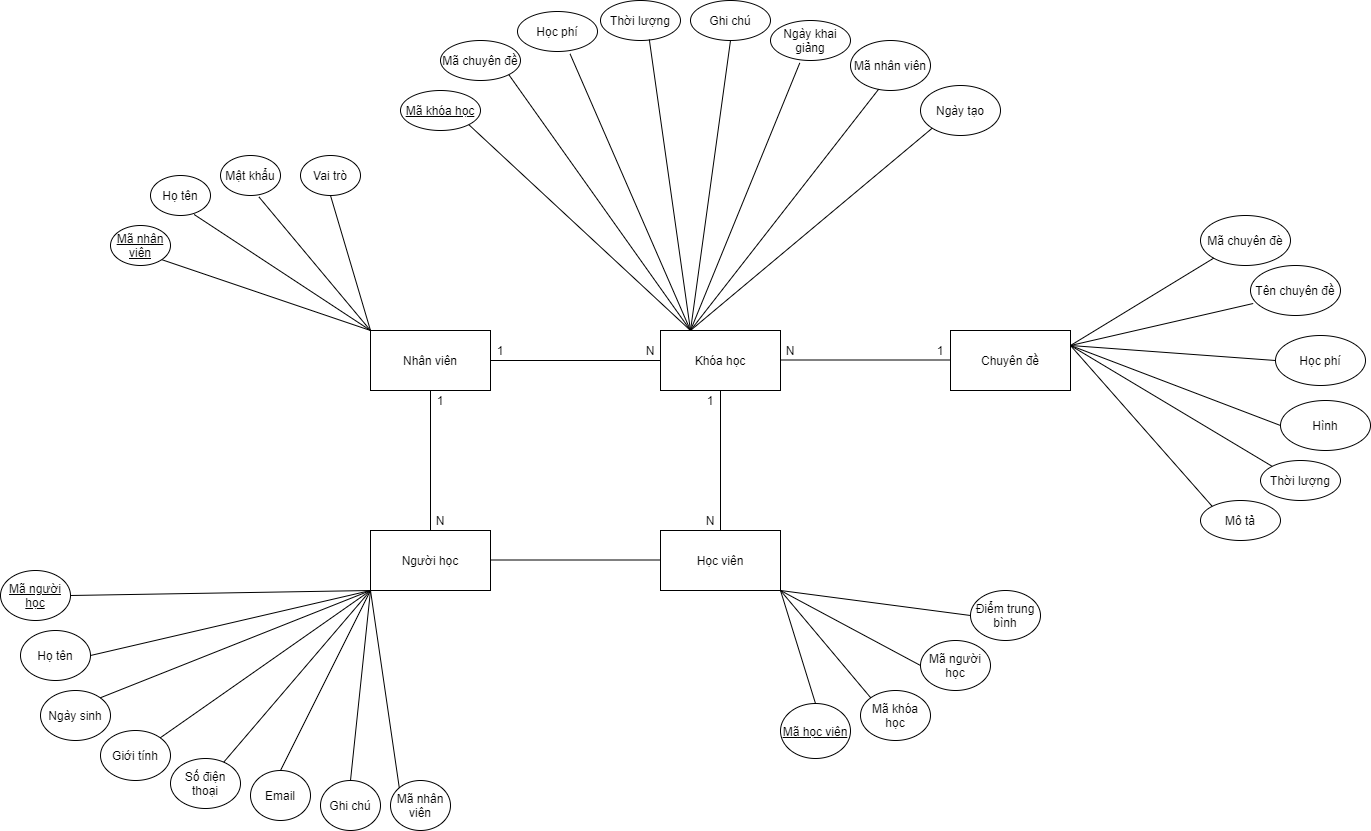 Thời lượng
Ghi chú
Học phí
Ngày khai
giảng
Mã chuyên đề
Mã nhân viên
Mã khóa học
Ngày tạo
Mật khẩu
Vai trò
Họ tên
Mã nhân
viên
Mã chuyên đè
Tên chuyên đề
Nhân viên
1
N
Khóa học
N
1
Chuyên đề
Học phí
1
1
Hình
Thời lượng
N
N
Mô tả
Người học
Học viên
Mã người
học
Điểm trung
bình
Họ tên
Mã người
học
Ngày sinh
Mã khóa
học
Mã học viên
Giới tính
Số điện
thoại
Email
Ghi chú
Mã nhân
viên